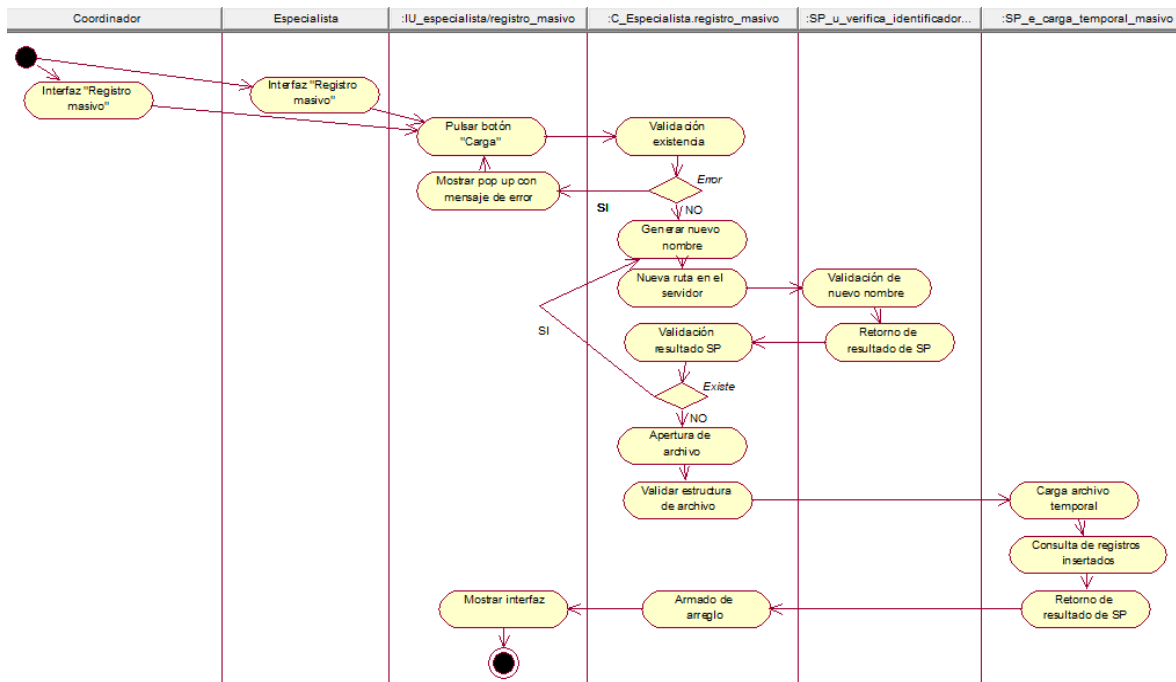 Coordinador
Especialista
:IU_especialista/registro_masivo
:C_Especialista.registro_masivo
:SP_u_verifica_identificador...
:SP_e_carga_temporal_masivo
Interfaz "Registro
masivo"
Interfaz "Registro
masivo"
Pulsar botón
"Carga"
Validación
existencia
Mostrar pop up con
mensaje de error
Error
SI
NO
Generar nuevo
nombre
Nueva ruta en el
servidor
Validación de
nuevo nombre
SI
Validación
resultado SP
Retorno de
resultado de SP
Existe
NO
Apertura de
archivo
Validar estructura
de archivo
Carga archivo
temporal
Consulta de registros
insertados
Mostrar interfaz
Armado de
arreglo
Retorno de
resultado de SP